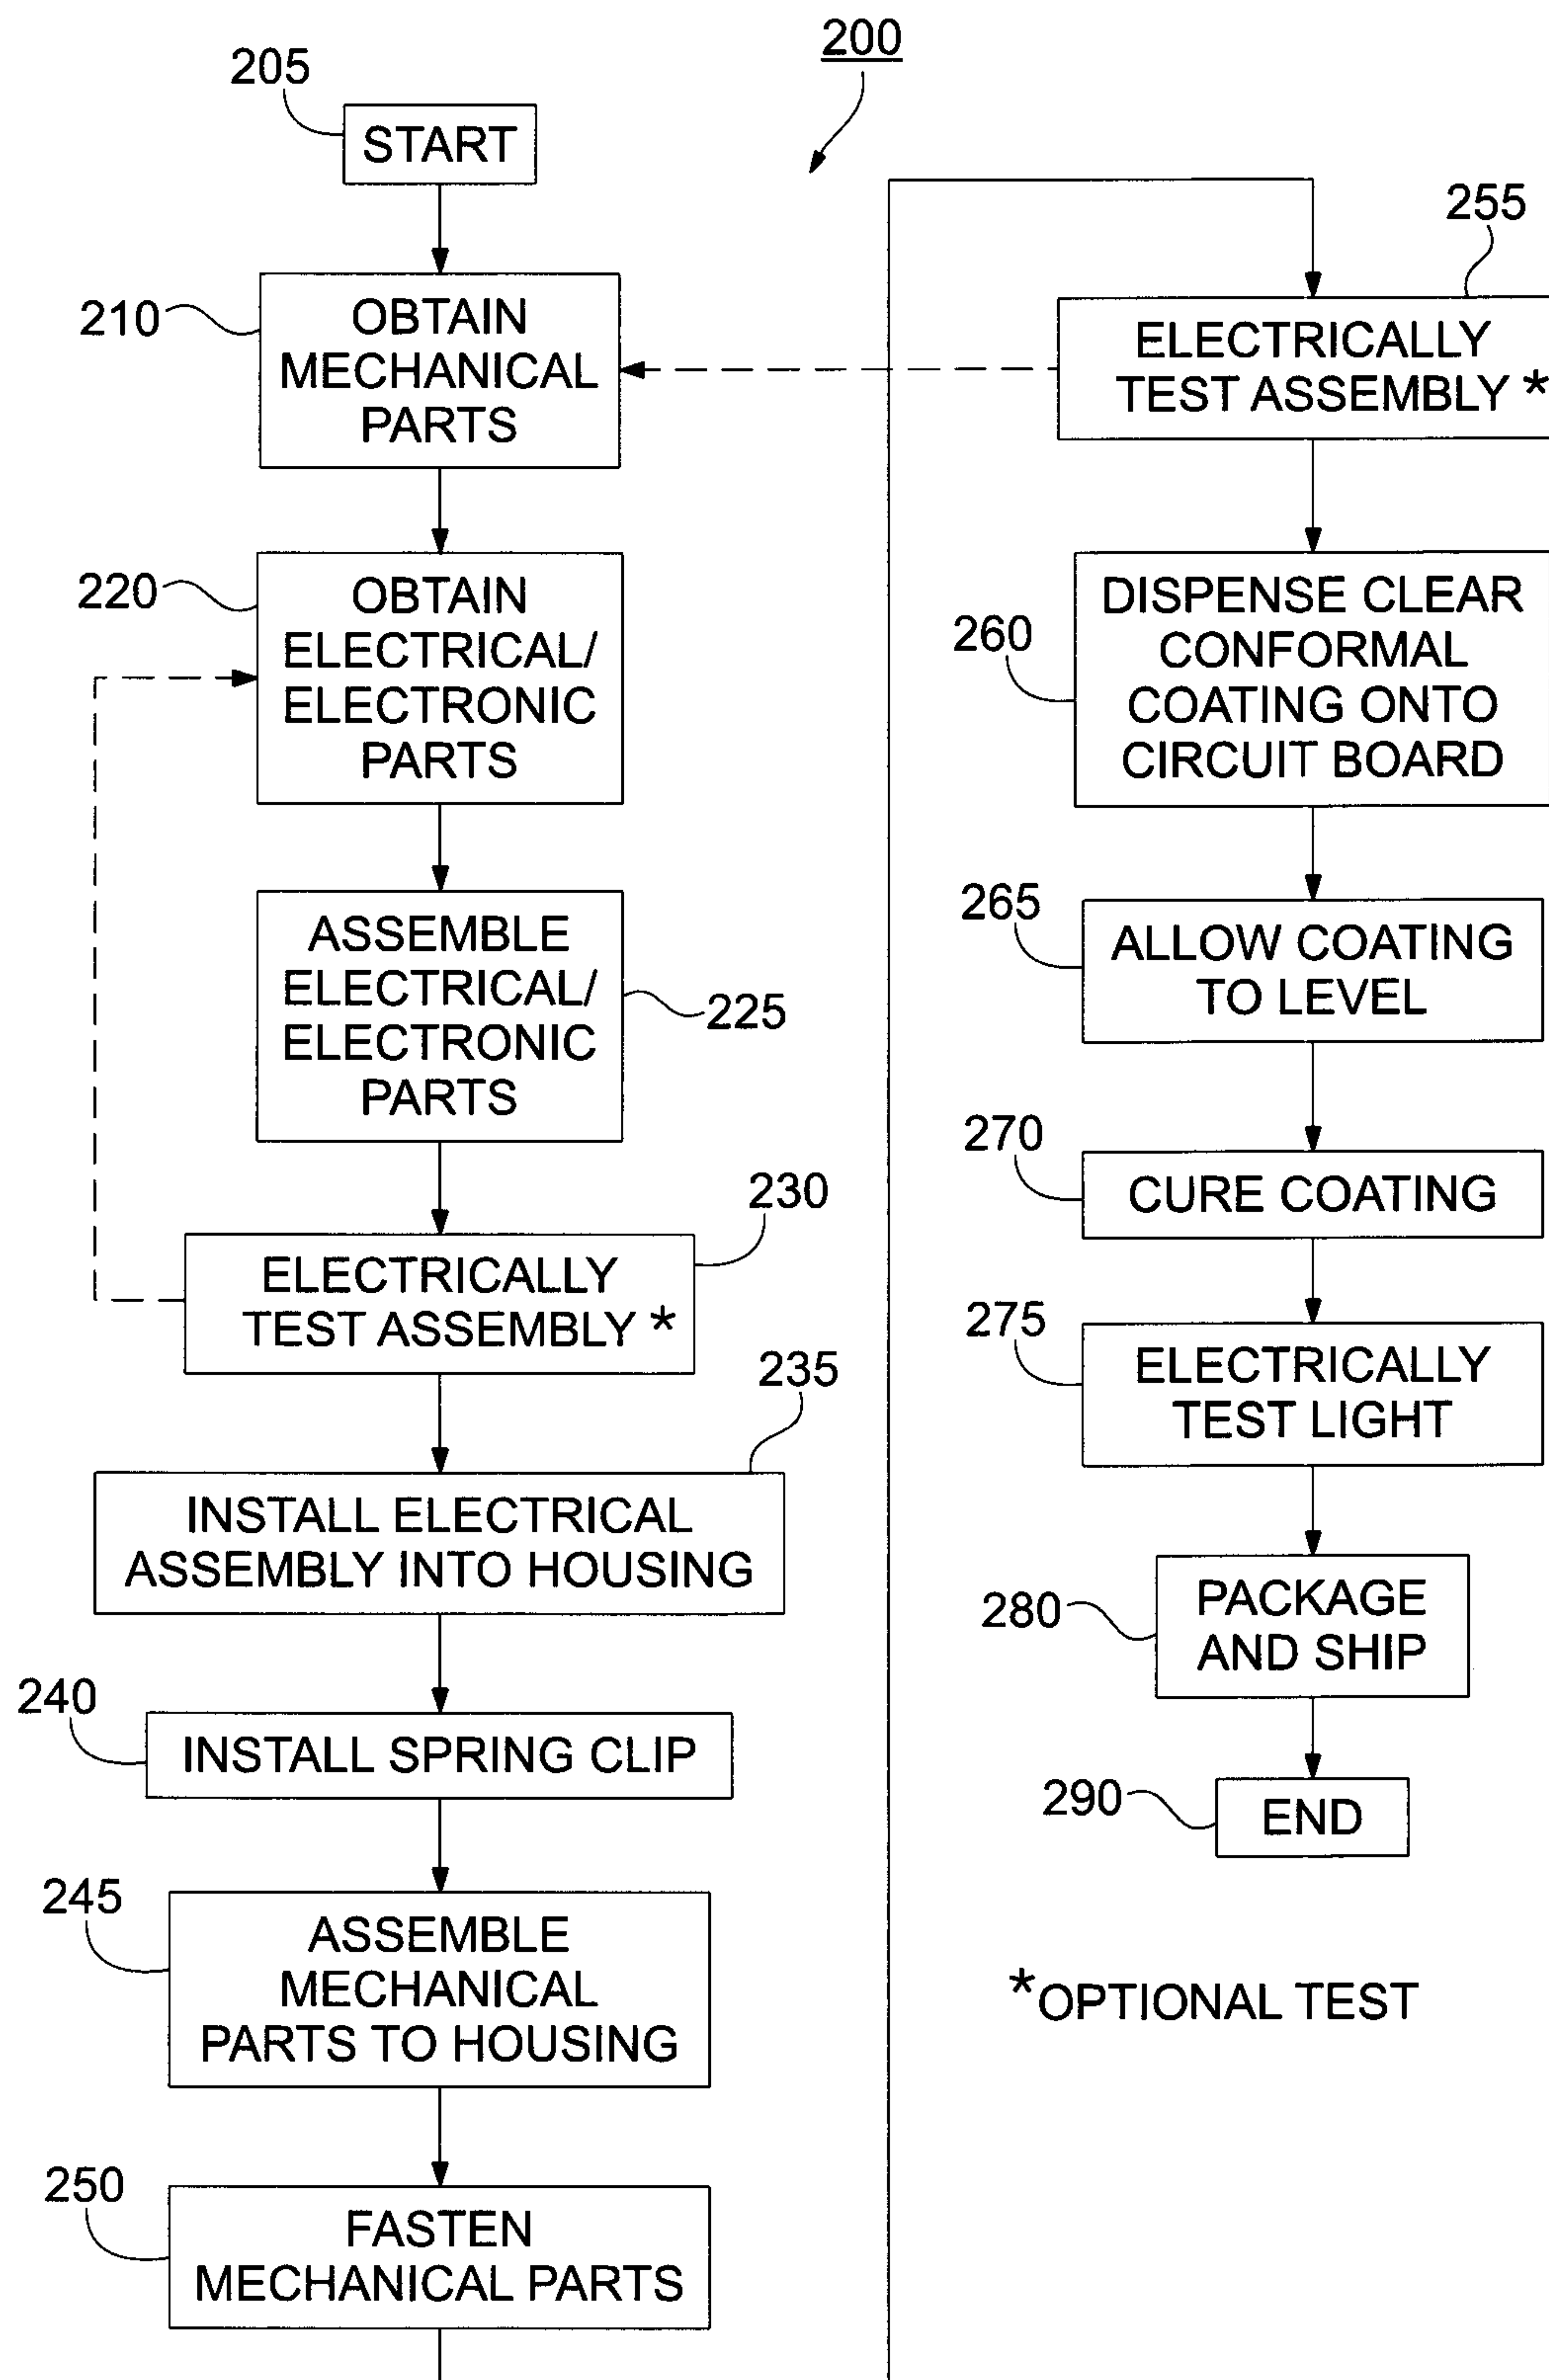 200
205
START
210
OBTAIN
MECHANICAL
PARTS
220
OBTAIN
ELECTRICAL/
ELECTRONIC
PARTS
ASSEMBLE
ELECTRICAL/
ELECTRONIC
PARTS
225
230
ELECTRICALLY
TEST ASSEMBLY *
235
INSTALL ELECTRICAL
ASSEMBLY INTO HOUSING
240
INSTALL SPRING CLIP
245
ASSEMBLE
MECHANICAL
PARTS TO HOUSING
250
FASTEN
MECHANICAL PARTS
255
ELECTRICALLY
TEST ASSEMBLY *
260
DISPENSE CLEAR
CONFORMAL
COATING ONTO
CIRCUIT BOARD
265
ALLOW COATING
TO LEVEL
270
CURE COATING
275
ELECTRICALLY
TEST LIGHT
280
PACKAGE
AND SHIP
290
END
*OPTIONAL TEST